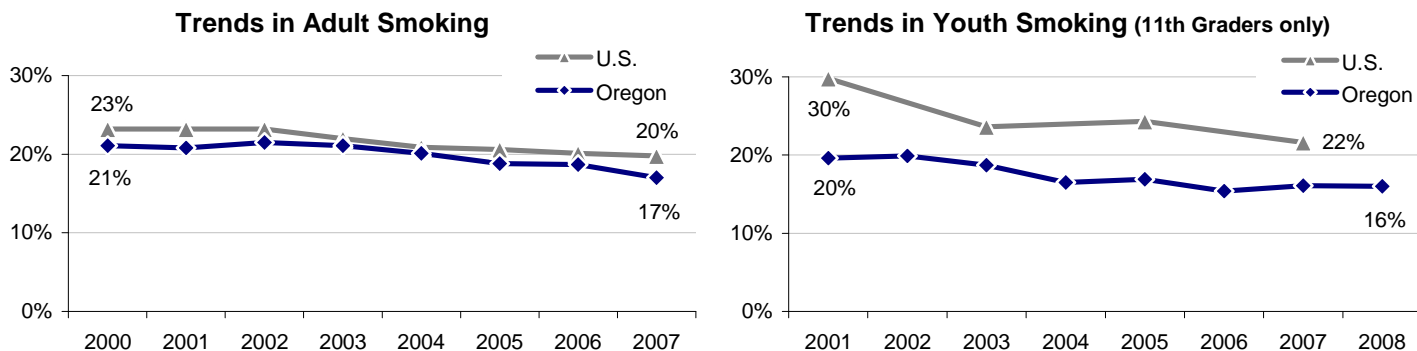 Trends in Adult Smoking
U.S.
Oregon
30%
20%
10%
0%
23%
21%
20%
17%
2000 2001 2002 2003 2004 2005 2006 2007
Trends in Youth Smoking (11th Graders only)
U.S.
Oregon
30%
20%
10%
0%
30%
20%
22%
16%
2001 2002 2003 2004 2005 2006 2007 2008